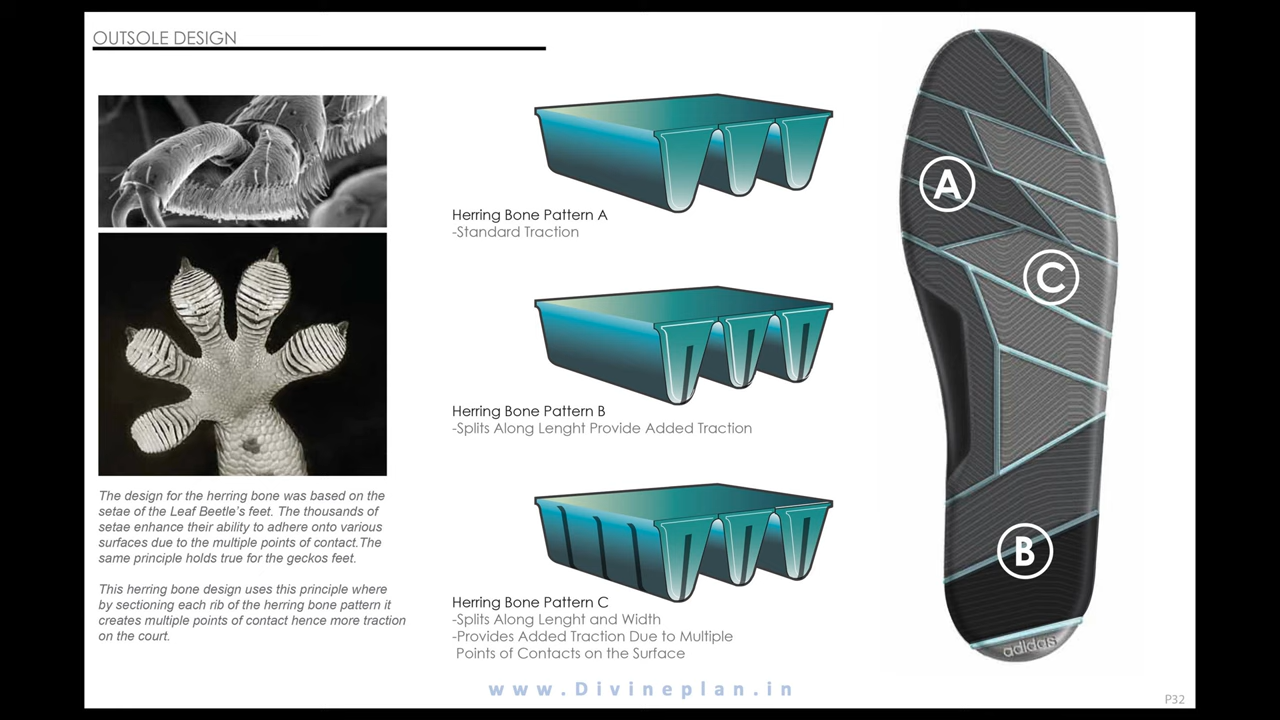 OUTSOLE DESIGN
The design for the herring bone was based on the
setae of the Leaf Beetle's feet. The thousands of
setae enhance their ability to adhere onto various
surfaces due to the multiple points of contact.The
same principle holds true for the geckos feet.
This herring bone design uses this principle where
by sectioning each rib of the herring bone pattern it
creates multiple points of contact hence more traction
on the court.
Herring Bone Pattern A
-Standard Traction
Herring Bone Pattern B
-Splits Along Lenght Provide Added Traction
Herring Bone Pattern C
-Splits Along Lenght and Width
-Provides Added Traction Due to Multiple
Points of Contacts on the Surface
A
C
B
adidas
www.Divineplan.in
P32